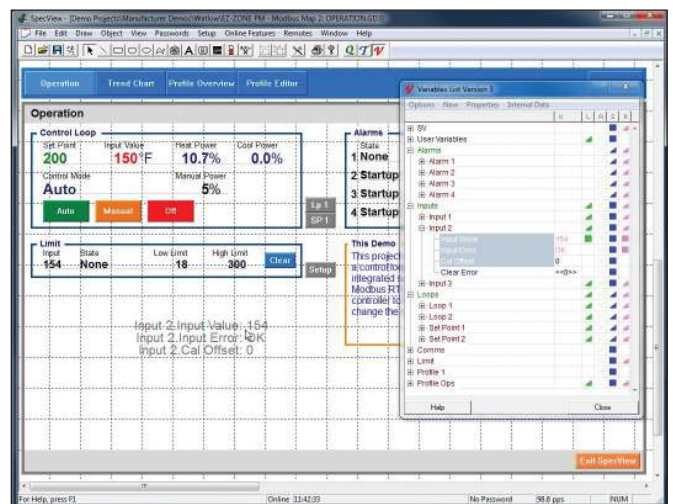 SpecView - [Demo Projects\Manufacturer Demos\Watlow\EZ-ZONE PM - Modbus Map 2: OPERATION.GDS]
File Edit Draw Object View Passwords Setup Online Features Remotes Window Help
Operation Trend Chart Profile Overview Profile Editor
Operation
Control Loop
Set Point Input Value Heat Power Cool Power
200 150°F 10.7% 0.0%
Control Mode Manual Power
Auto 5%
Auto Manual Off
Lp 1
SP 1
Alarms
State
1 None
2 Startup
3 Startup
4 Startup
Limit
Input State Low Limit High Limit
154 None 18 300 Clear
Setup
This Demo
This project
a control loop
integrated
Modbus RT
controller to
change the
Input 2.Input Value: 154
Input 2.Input Error: OK
Input 2.Cal Offset: 0
Variables List Version 3
Options New Properties Internal Data
SV
User Variables
Alarms
Alarm 1
Alarm 2
Alarm 3
Alarm 4
Inputs
Input 1
Input 2
Input Value 154
Input Error OK
Cal Offset 0
Clear Error <<0>>
Input 3
Loops
Loop 1
Loop 2
Set Point 1
Set Point 2
Comms
Limit
Profile 1
Profile Ops
Help Close
Exit SpecView
For Help, press F1 Online 11:42:33 No Password 98.8 pps NUM